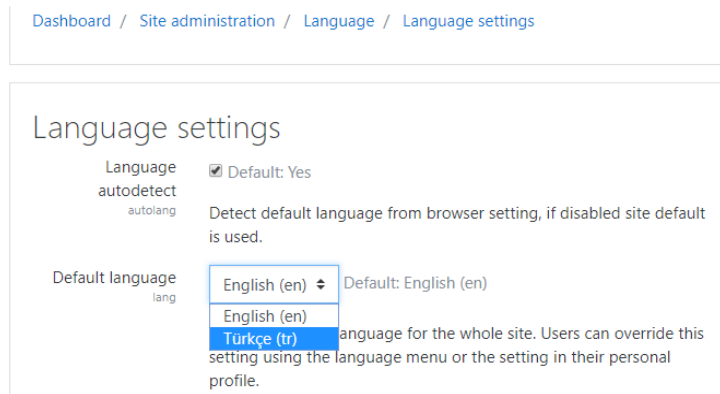 Dashboard / Site administration / Language / Language settings
Language settings
Language autodetect
autolang
Default: Yes
Detect default language from browser setting, if disabled site default
is used.
Default language
lang
English (en)
Default: English (en)
English (en)
Türkçe (tr)
anguage for the whole site. Users can override this
setting using the language menu or the setting in their personal
profile.